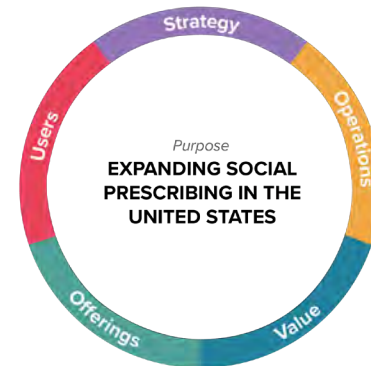 Strategy
Operations
Value
Offerings
Users
Purpose
EXPANDING SOCIAL
PRESCRIBING IN THE
UNITED STATES